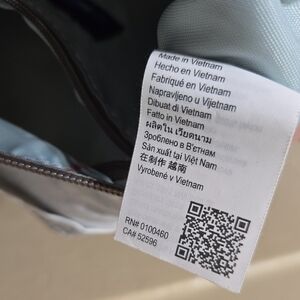 Made in Vietnam
Hecho en Vietnam
Fabriqué en Vietnam
Napravljeno u Vijetnam
Dibuat di Vietnam
Fatto in Vietnam
ผลิตใน เวียดนาม
Зроблено в В'єтнам
Sản xuất tại Việt Nam
在制作 越南
Vyrobené v Vietnam
RN# 0100460
CA# 52596